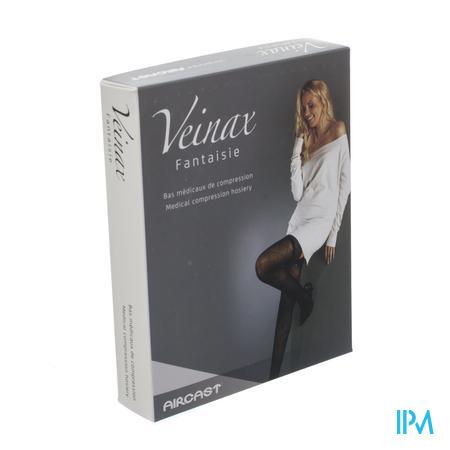 Veinax
Fantaisie
Bas médicaux de compression
Medical compression hosiery
AIRCAST
Veinax
Fantaisie
Bas médicaux de compression
Medical compression hosiery
AIRCAST
IPM